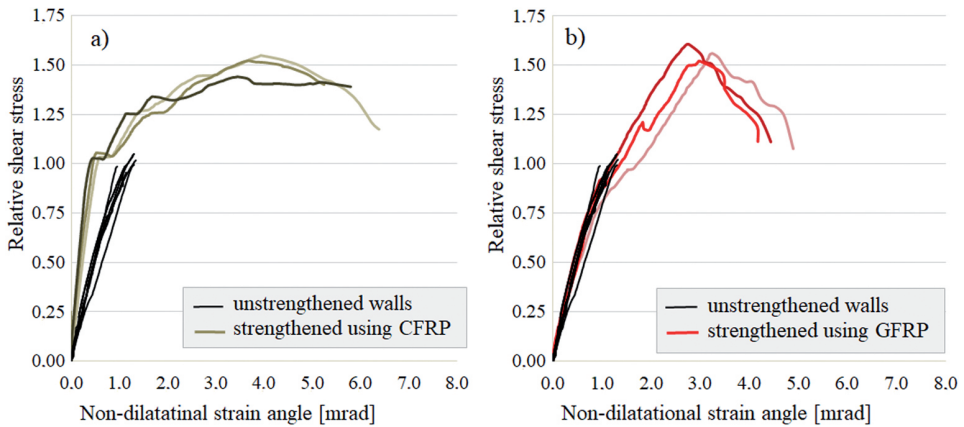 a)
Relative shear stress
1.75
1.50
1.25
1.00
0.75
0.50
0.25
0.00
0.0 1.0 2.0 3.0 4.0 5.0 6.0 7.0 8.0
Non-dilatatinal strain angle [mrad]
unstrengthened walls
strengthened using CFRP
b)
Relative shear stress
1.75
1.50
1.25
1.00
0.75
0.50
0.25
0.00
0.0 1.0 2.0 3.0 4.0 5.0 6.0 7.0 8.0
Non-dilatational strain angle [mrad]
unstrengthened walls
strengthened using GFRP